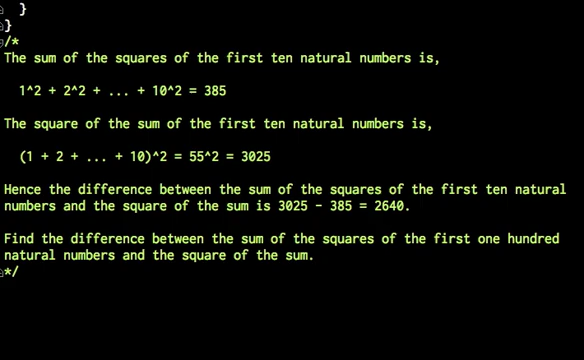 }
}
/*
The sum of the squares of the first ten natural numbers is,
1^2 + 2^2 + ... + 10^2 = 385
The square of the sum of the first ten natural numbers is,
(1 + 2 + ... + 10)^2 = 55^2 = 3025
Hence the difference between the sum of the squares of the first ten natural
numbers and the square of the sum is 3025 - 385 = 2640.
Find the difference between the sum of the squares of the first one hundred
natural numbers and the square of the sum.
*/